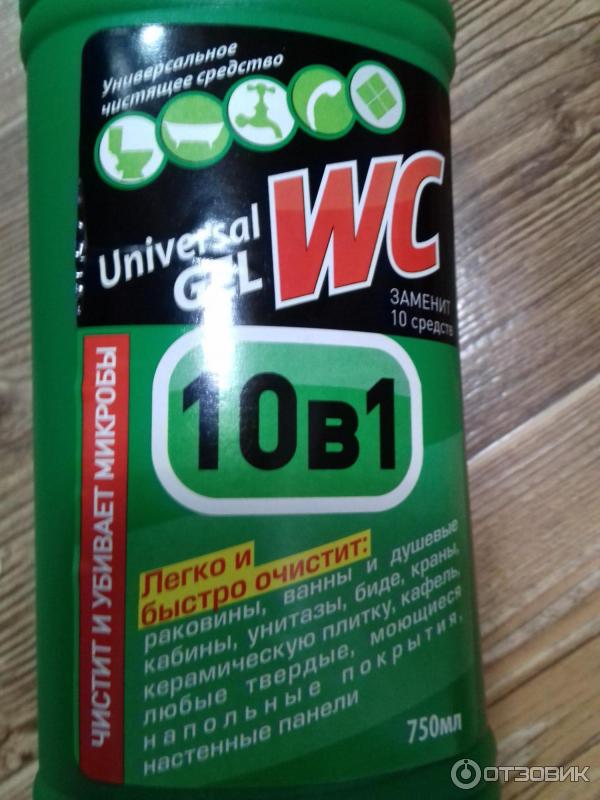 Универсальное
чистящее средство
Universal
GEL
WC
ЗАМЕНИТ
10 средств
10в1
ЧИСТИТ И УБИВАЕТ МИКРОБЫ
Легко и
быстро очистит:
раковины, ванны и душевые
кабины, унитазы, биде, краны,
керамическую плитку, кафель,
любые твердые, моющиеся
напольные покрытия,
настенные панели
750мл
ОТЗОВИК